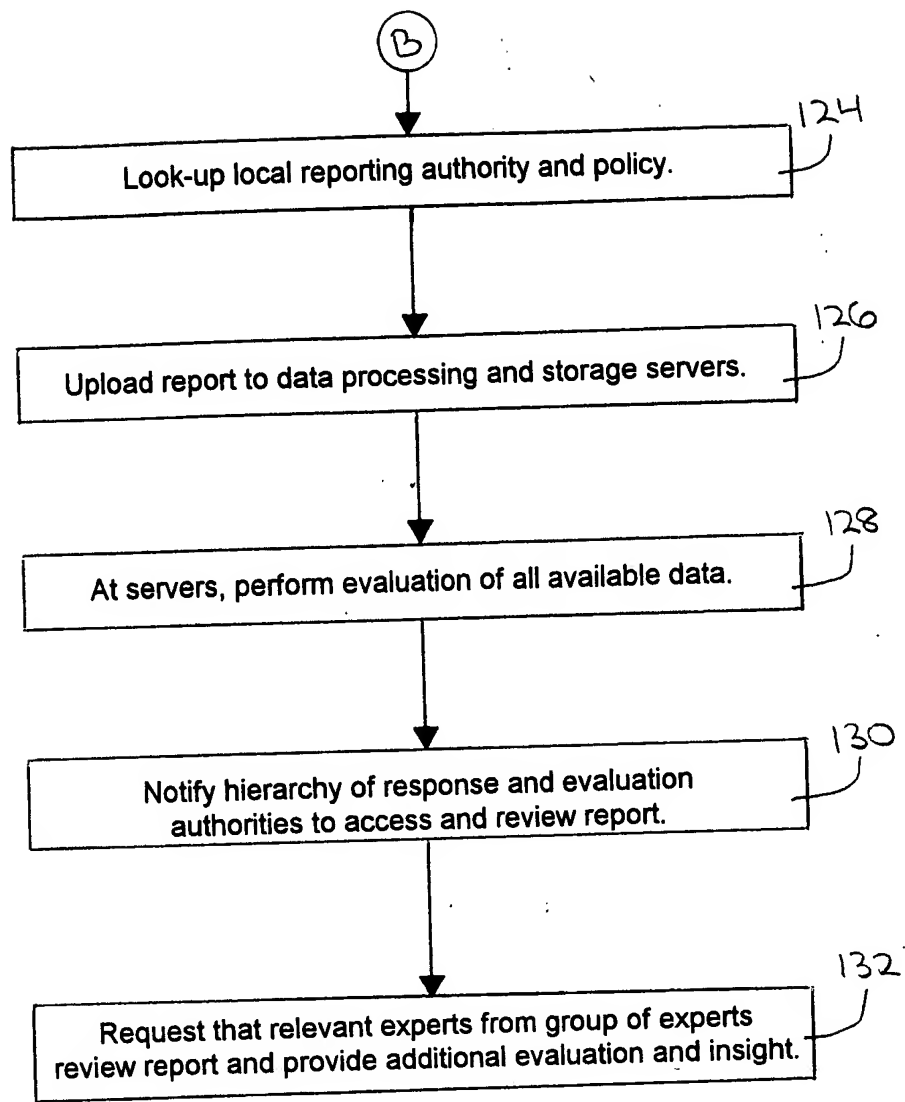 B
124
Look-up local reporting authority and policy.
126
Upload report to data processing and storage servers.
128
At servers, perform evaluation of all available data.
130
Notify hierarchy of response and evaluation
authorities to access and review report.
132
Request that relevant experts from group of experts
review report and provide additional evaluation and insight.